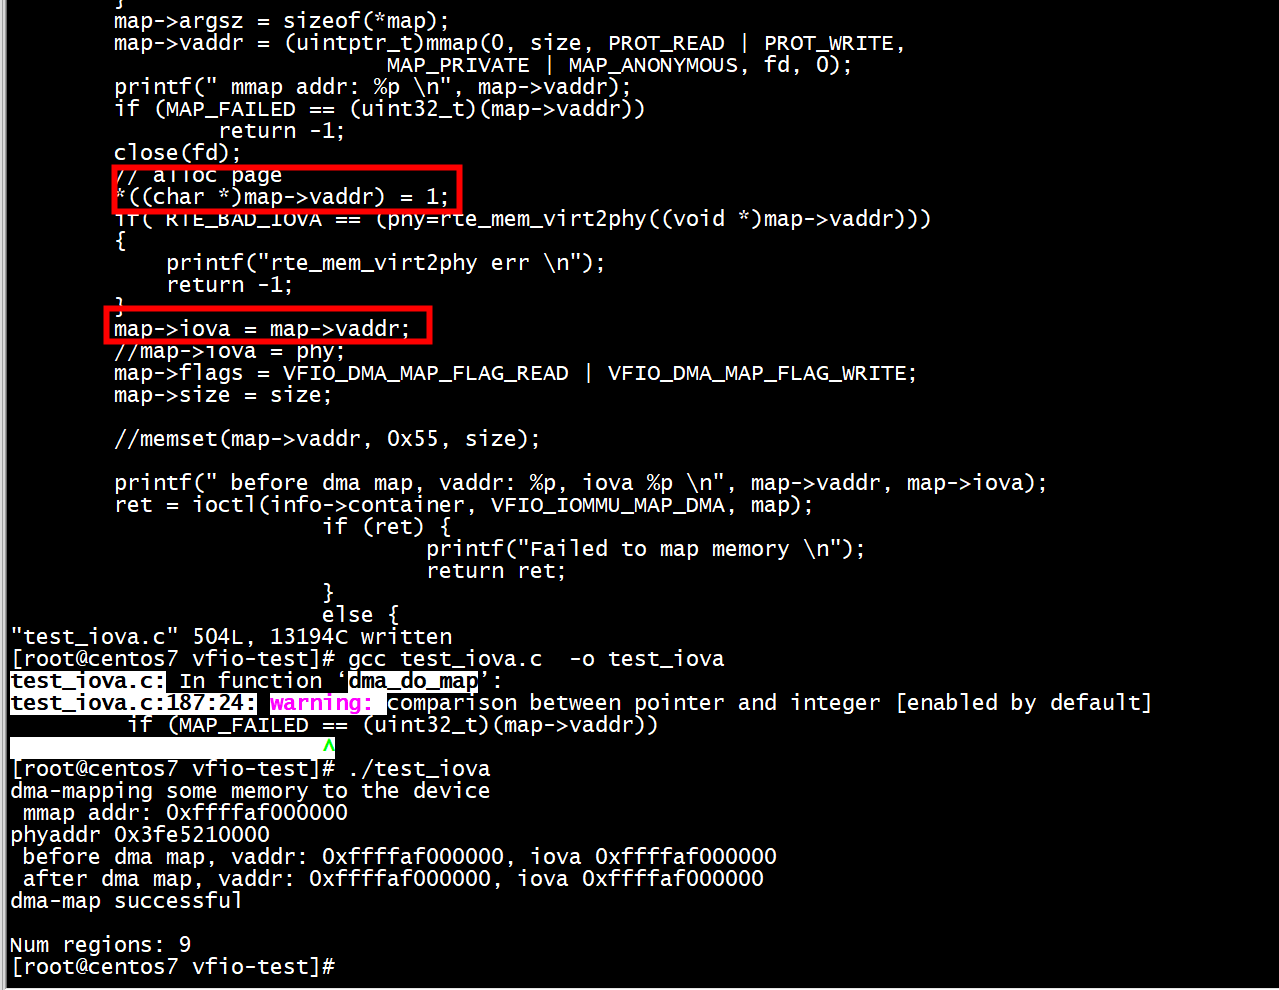 }
map->argsz = sizeof(*map);
map->vaddr = (uintptr_t)mmap(0, size, PROT_READ | PROT_WRITE,
MAP_PRIVATE | MAP_ANONYMOUS, fd, 0);
printf(" mmap addr: %p \n", map->vaddr);
if (MAP_FAILED == (uint32_t)(map->vaddr))
return -1;
close(fd);
// alloc page
*((char *)map->vaddr) = 1;
if( RTE_BAD_IOVA == (phy=rte_mem_virt2phy((void *)map->vaddr)))
{
printf("rte_mem_virt2phy err \n");
return -1;
}
map->iova = map->vaddr;
//map->iova = phy;
map->flags = VFIO_DMA_MAP_FLAG_READ | VFIO_DMA_MAP_FLAG_WRITE;
map->size = size;
//memset(map->vaddr, 0x55, size);
printf(" before dma map, vaddr: %p, iova %p \n", map->vaddr, map->iova);
ret = ioctl(info->container, VFIO_IOMMU_MAP_DMA, map);
if (ret) {
printf("Failed to map memory \n");
return ret;
}
else {
"test_iova.c" 504L, 13194C written
[root@centos7 vfio-test]# gcc test_iova.c  -o test_iova
test_iova.c: In function ‘dma_do_map’:
test_iova.c:187:24: warning: comparison between pointer and integer [enabled by default]
if (MAP_FAILED == (uint32_t)(map->vaddr))
^
[root@centos7 vfio-test]# ./test_iova
dma-mapping some memory to the device
mmap addr: 0xffffaf000000
phyaddr 0x3fe5210000
before dma map, vaddr: 0xffffaf000000, iova 0xffffaf000000
after dma map, vaddr: 0xffffaf000000, iova 0xffffaf000000
dma-map successful
Num regions: 9
[root@centos7 vfio-test]#